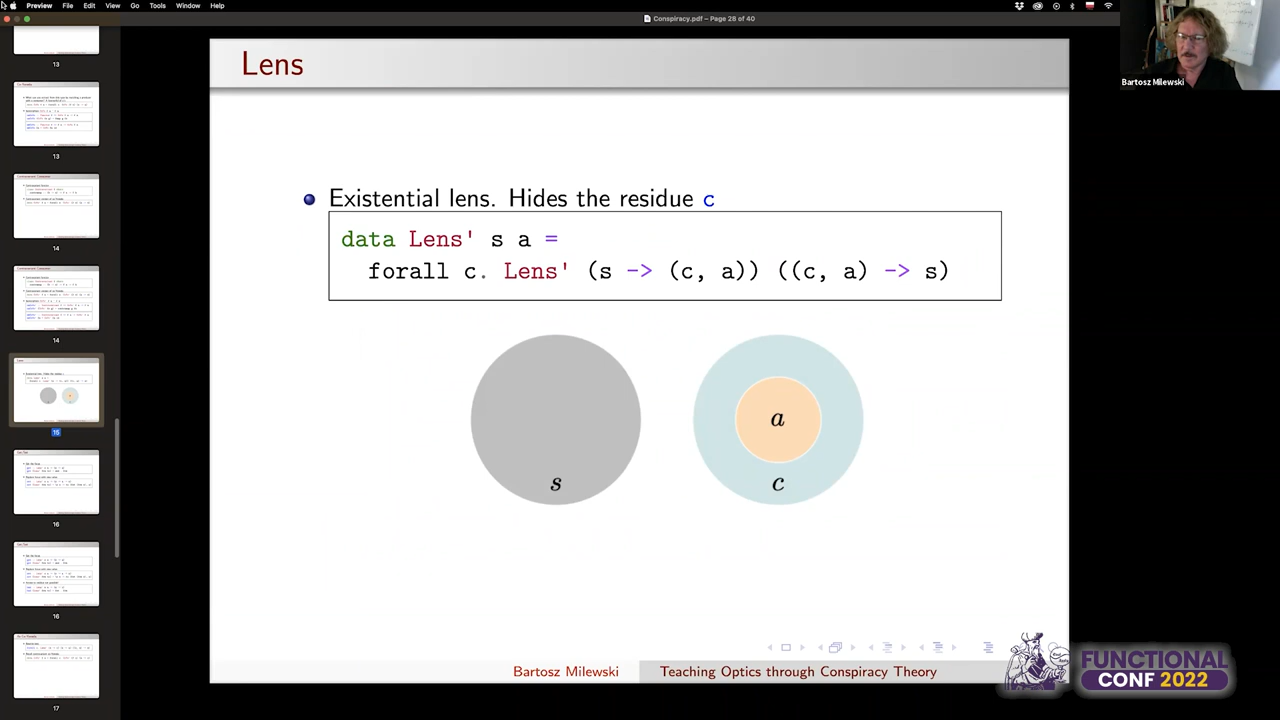 Preview File Edit View Go Tools Window Help
Conspiracy.pdf – Page 28 of 40
Bartosz Milewski
13
13
14
14
15
16
16
17
Lens
Existential lens. Hides the residue c
data Lens' s a =
forall c. Lens' (s -> (c, a)) ((c, a) -> s)
s
a
c
Bartosz Milewski Teaching Optics through Conspiracy Theory
FUNCTIONAL
CONF 2022